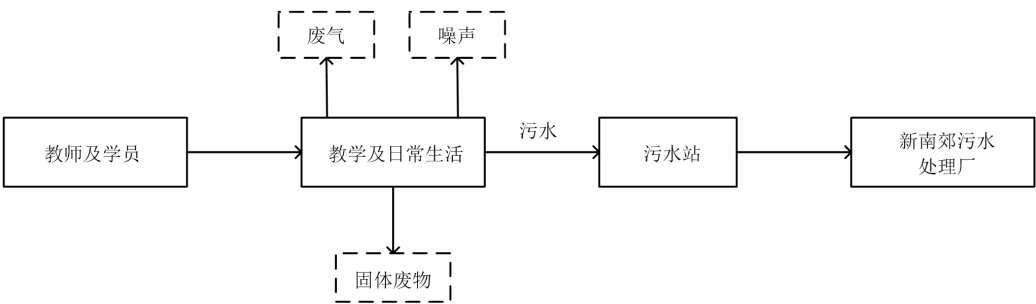 废气
噪声
教师及学员
教学及日常生活
污水
污水站
新南郊污水
处理厂
固体废物